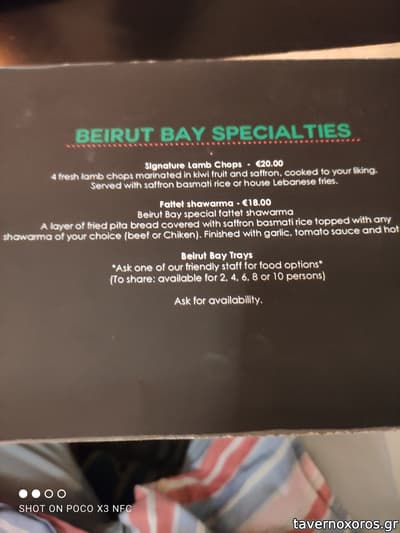 BEIRUT BAY SPECIALTIES
Signature Lamb Chops - €20.00
4 fresh lamb chops marinated in kiwi fruit and saffron, cooked to your liking.
Served with saffron basmati rice or house Lebanese fries.
Fattet shawarma - €18.00
Beirut Bay special fattet shawarma
A layer of fried pita bread covered with saffron basmati rice topped with any
shawarma of your choice (beef or Chiken). Finished with garlic, tomato sauce and hot
Beirut Bay Trays
*Ask one of our friendly staff for food options*
(To share: available for 2, 4, 6, 8 or 10 persons)
Ask for availability.
SHOT ON POCO X3 NFC
tavernoxoros.gr